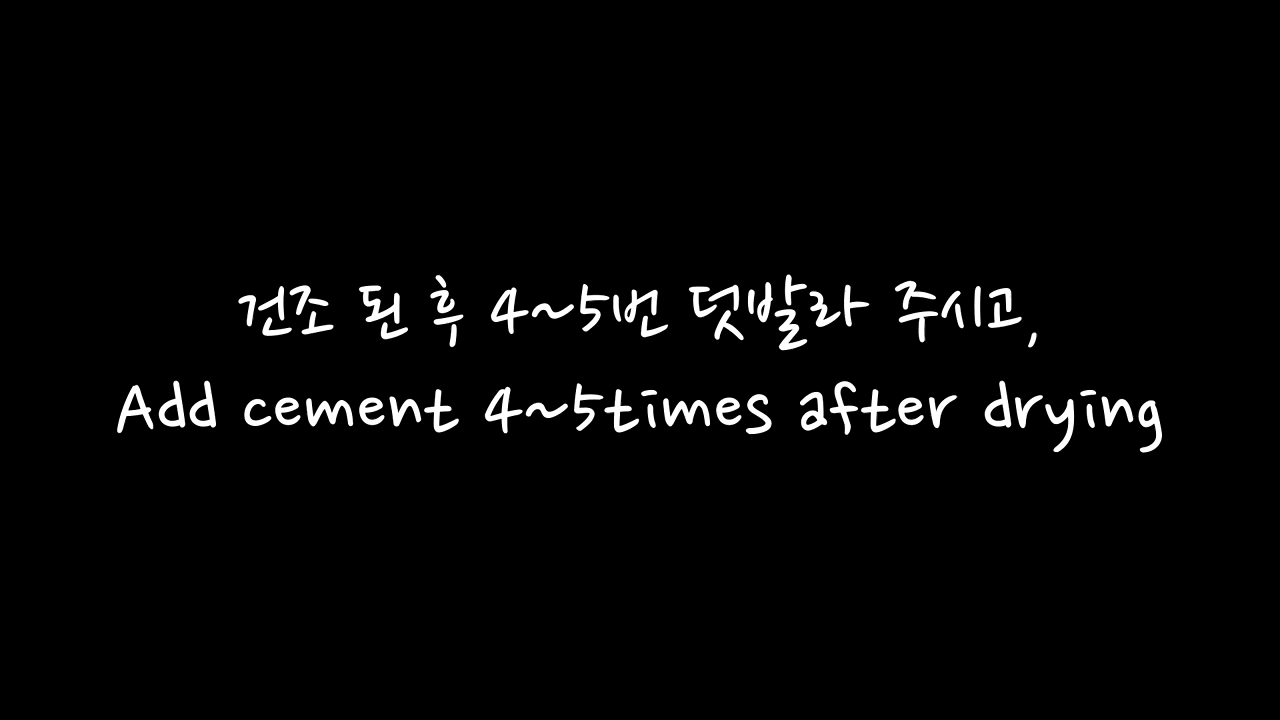 건조 된 후 4~5번 덧발라 주시고,
Add cement 4~5times after drying